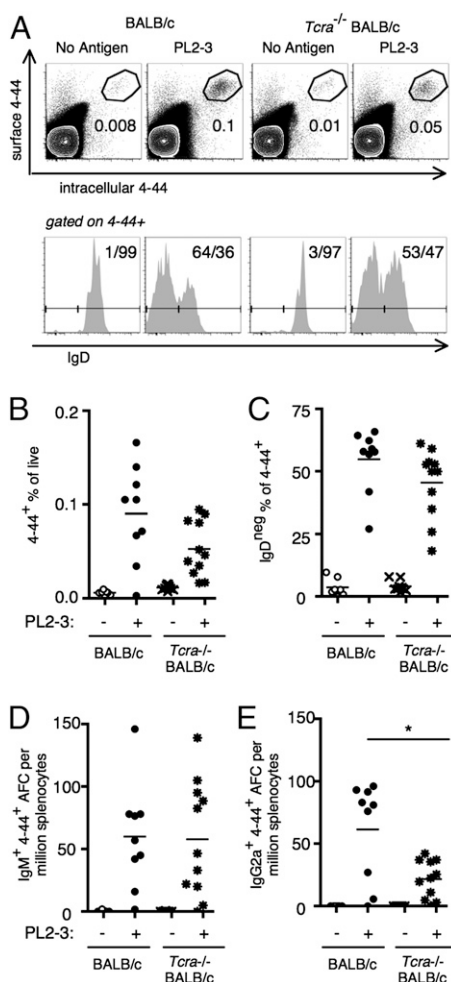 A
BALB/c
Tcra-/- BALB/c
No Antigen
PL2-3
No Antigen
PL2-3
surface 4-44
0.008
0.1
0.01
0.05
intracellular 4-44
gated on 4-44+
1/99
64/36
3/97
53/47
IgD
B
4-44+ % of live
0.2
0.1
0.0
PL2-3:
-
+
-
+
BALB/c
Tcra-/-
BALB/c
C
IgDneg % of 4-44+
75
50
25
0
-
+
-
+
BALB/c
Tcra-/-
BALB/c
D
IgM+ 4-44+ AFC per
million splenocytes
150
100
50
0
PL2-3:
-
+
-
+
BALB/c
Tcra-/-
BALB/c
E
IgG2a+ 4-44+ AFC per
million splenocytes
150
100
50
0
*
-
+
-
+
BALB/c
Tcra-/-
BALB/c